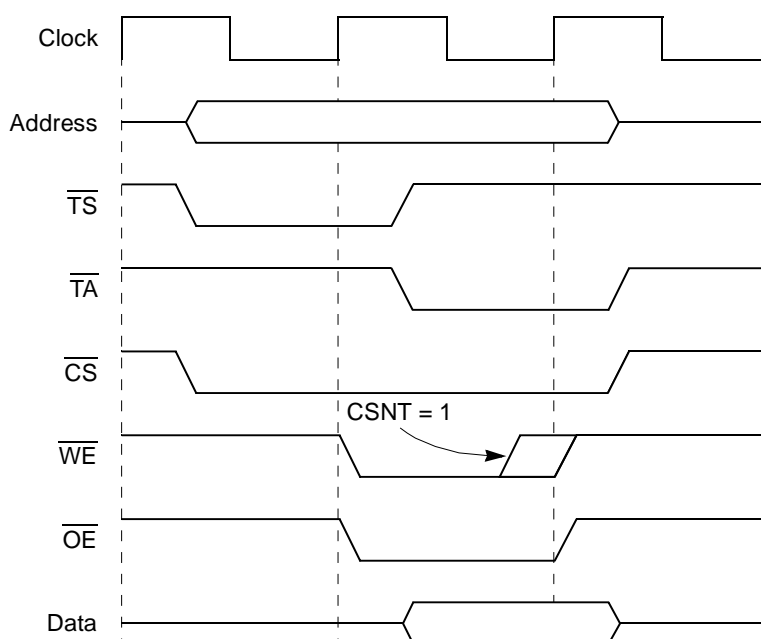 Clock
Address
TS
TA
CS
CSNT = 1
WE
OE
Data